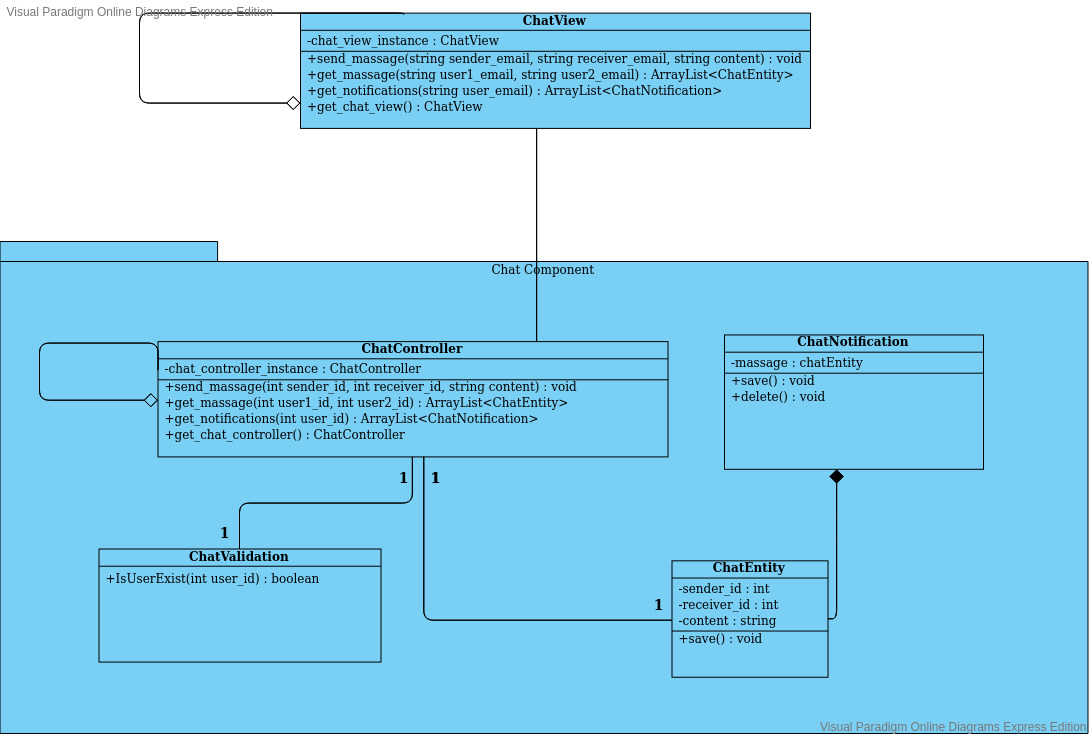 Visual Paradigm Online Diagrams Express Edition
ChatView
-chat_view_instance : ChatView
+send_massage(string sender_email, string receiver_email, string content) : void
+get_massage(string user1_email, string user2_email) : ArrayList<ChatEntity>
+get_notifications(string user_email) : ArrayList<ChatNotification>
+get_chat_view() : ChatView
Chat Component
ChatController
-chat_controller_instance : ChatController
+send_massage(int sender_id, int receiver_id, string content) : void
+get_massage(int user1_id, int user2_id) : ArrayList<ChatEntity>
+get_notifications(int user_id) : ArrayList<ChatNotification>
+get_chat_controller() : ChatController
ChatNotification
-massage : chatEntity
+save() : void
+delete() : void
1
1
1
ChatValidation
+IsUserExist(int user_id) : boolean
1
ChatEntity
-sender_id : int
-receiver_id : int
-content : string
+save() : void
Visual Paradigm Online Diagrams Express Edition